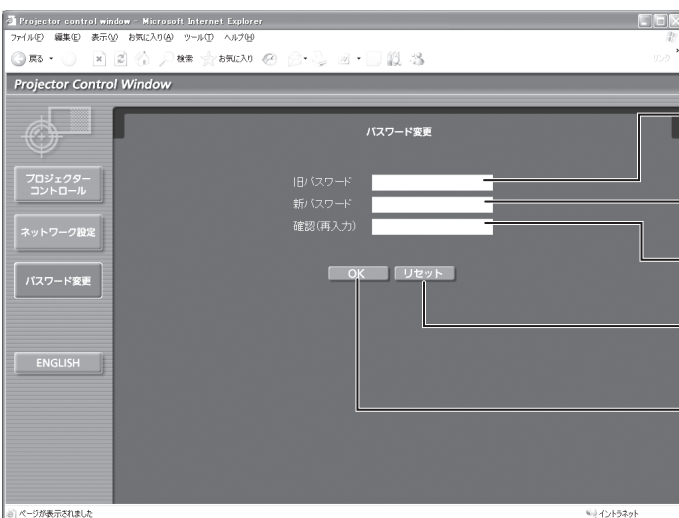 Projector control window - Microsoft Internet Explorer
ファイル(F) 編集(E) 表示(V) お気に入り(A) ツール(T) ヘルプ(H)
戻る 検索 お気に入り リンク
Projector Control Window
パスワード変更
旧パスワード
新パスワード
確認(再入力)
OK リセット
プロジェクター
コントロール
ネットワーク設定
パスワード変更
ENGLISH
ページが表示されました イントラネット